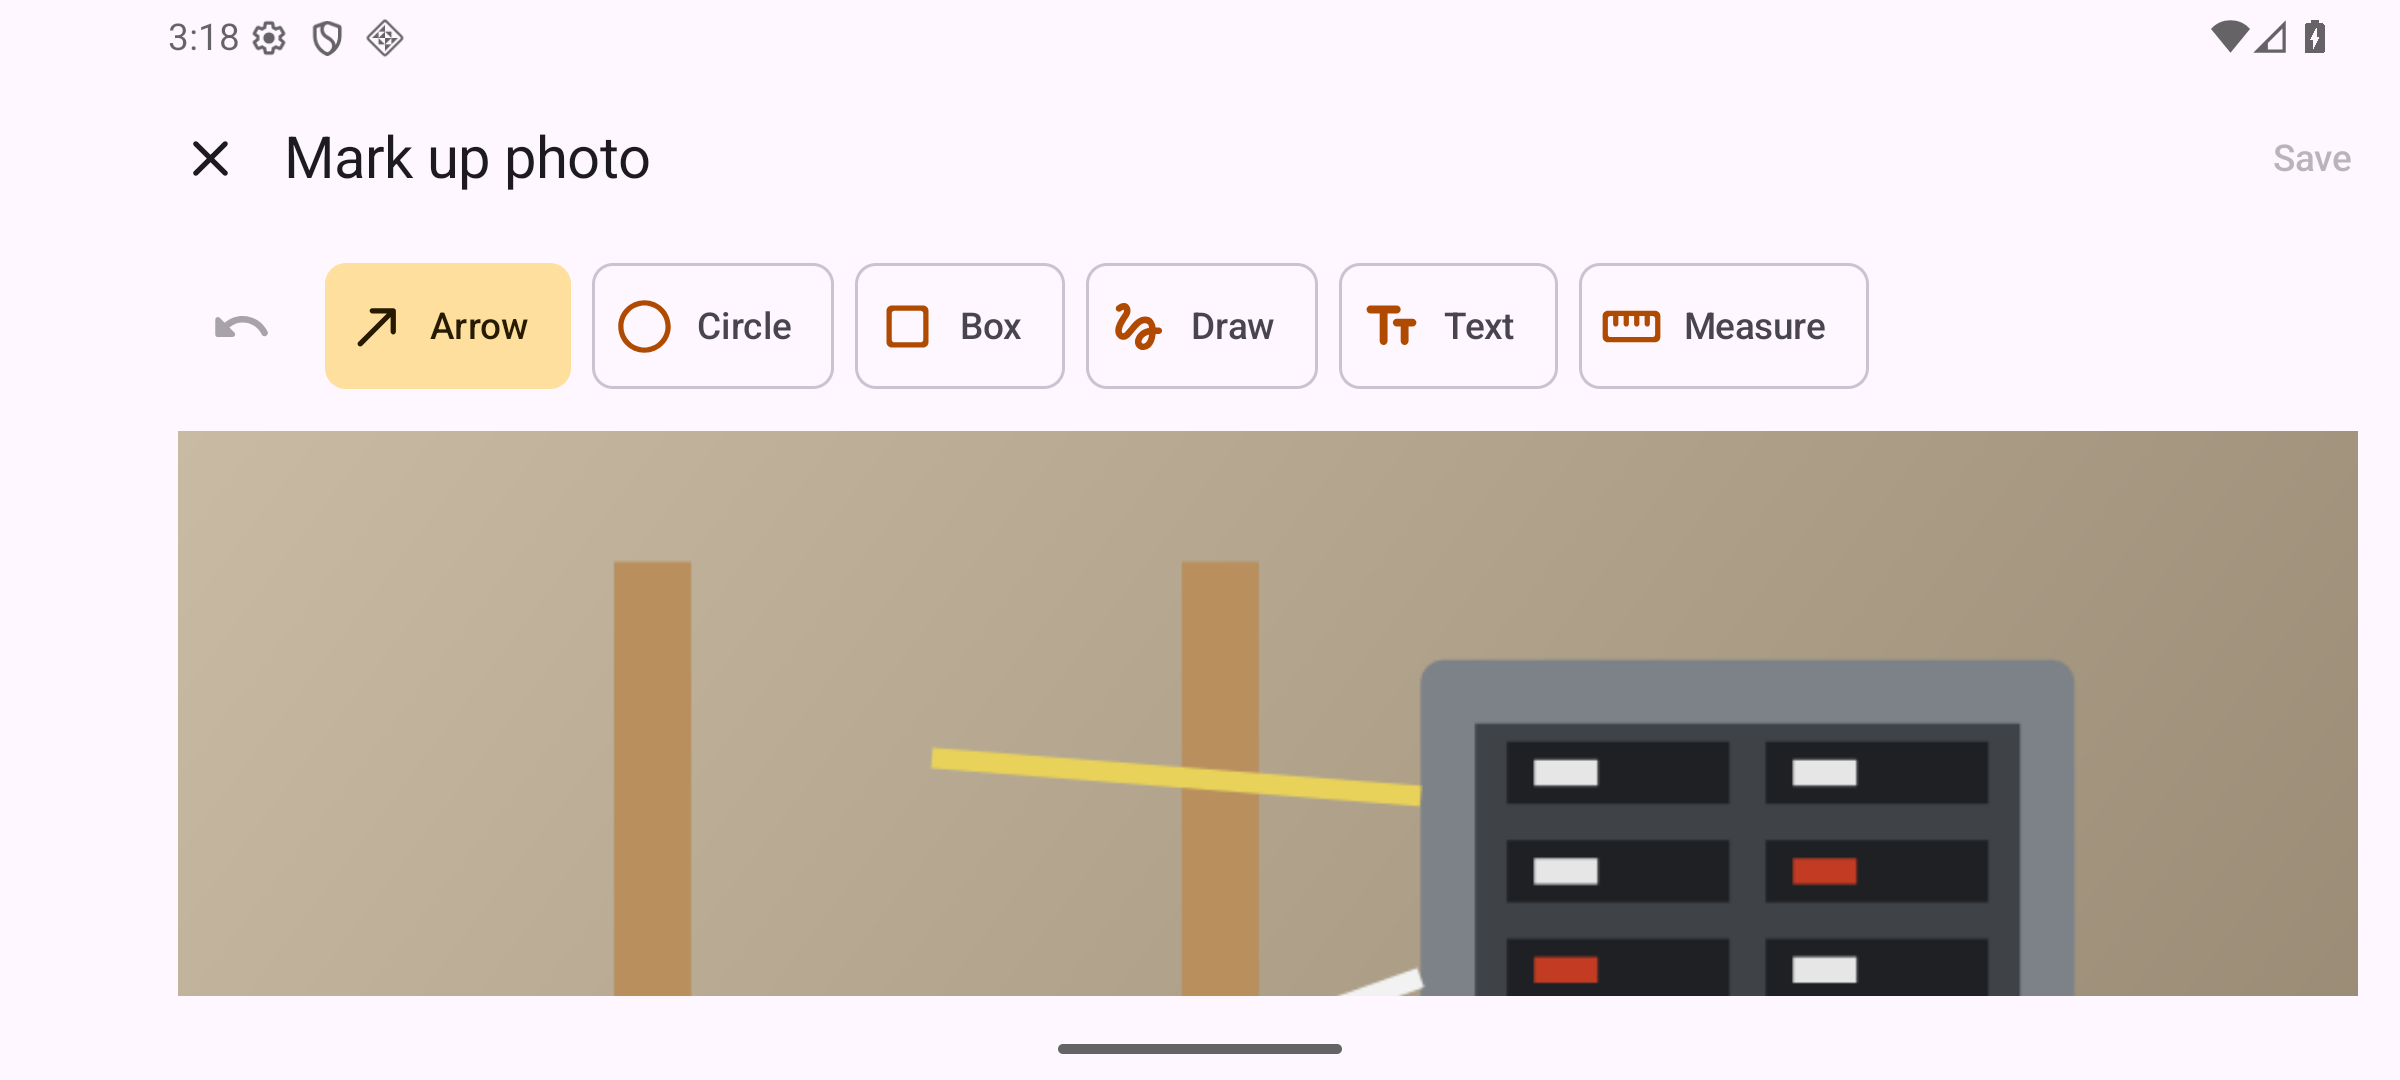 3:18
Mark up photo
Save
Arrow
Circle
Box
Draw
Text
Measure